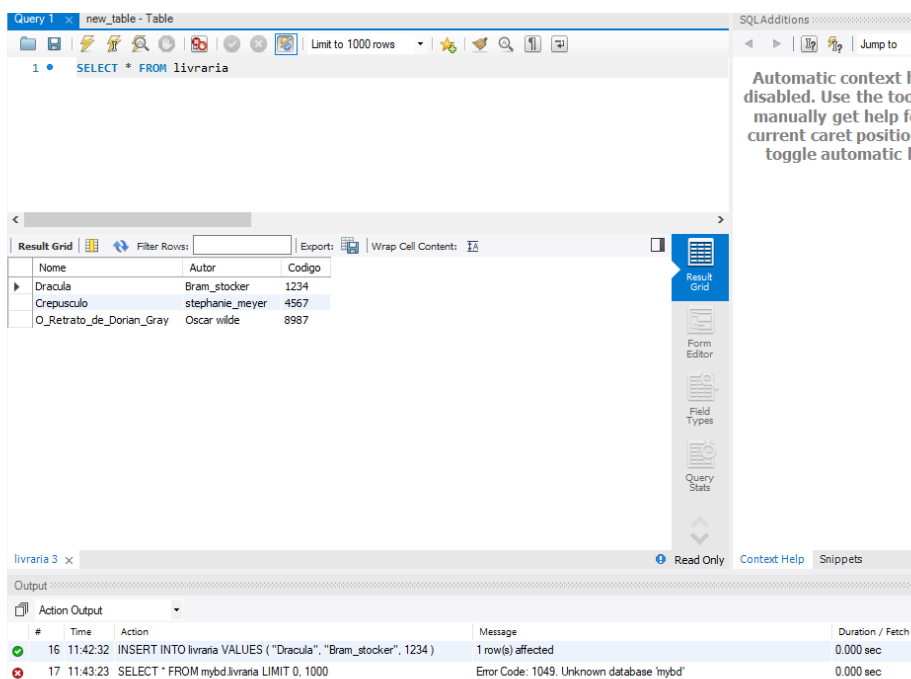 Query 1 × new_table - Table
SQLAdditions
Limit to 1000 rows
Jump to
1 SELECT * FROM livraria
Automatic context h
disabled. Use the too
manually get help f
current caret positio
toggle automatic h
Result Grid Filter Rows: Export: Wrap Cell Content:
Nome Autor Codigo
Dracula Bram_stocker 1234
Crepusculo stephanie_meyer 4567
O_Retrato_de_Dorian_Gray Oscar wilde 8987
Result
Grid
Form
Editor
Field
Types
Query
Stats
livraria 3 × Read Only
Context Help Snippets
Output
Action Output
# Time Action Message Duration / Fetch
16 11:42:32 INSERT INTO livraria VALUES ( "Dracula", "Bram_stocker", 1234 ) 1 row(s) affected 0.000 sec
17 11:43:23 SELECT * FROM mybd.livraria LIMIT 0, 1000 Error Code: 1049. Unknown database 'mybd' 0.000 sec